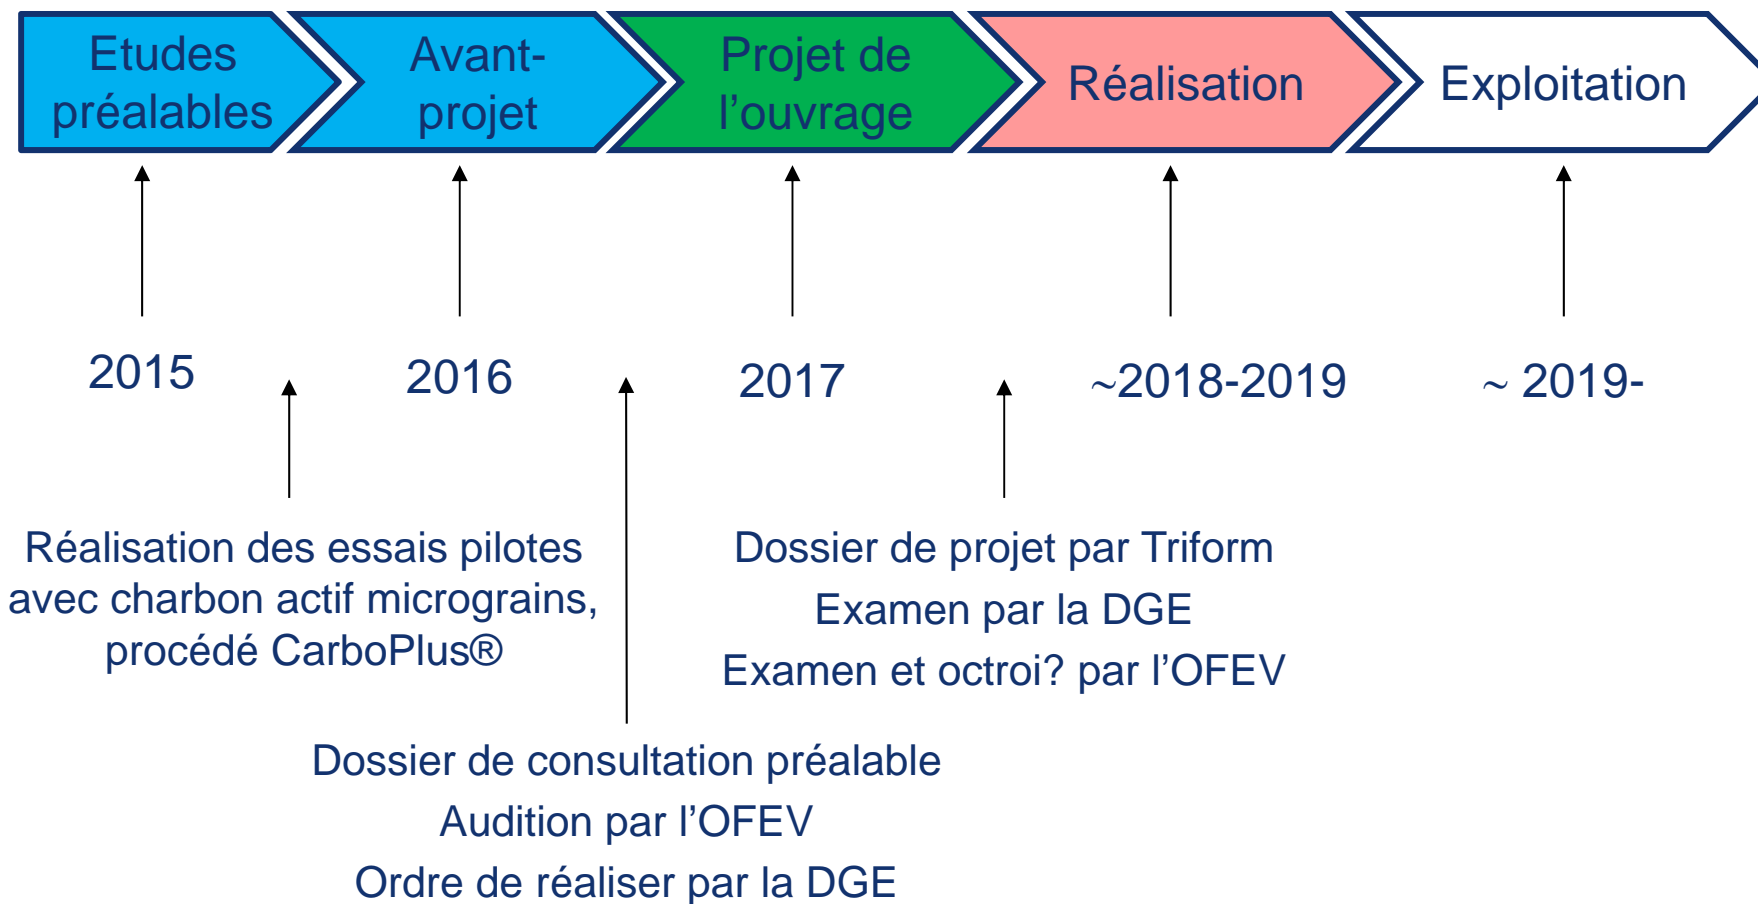 Etudes
préalables
Avant-
projet
Projet de
l’ouvrage
Réalisation
Exploitation
2015
2016
2017
~2018-2019
~ 2019-
Réalisation des essais pilotes
avec charbon actif micrograins,
procédé CarboPlus®
Dossier de projet par Triform
Examen par la DGE
Examen et octroi? par l’OFEV
Dossier de consultation préalable
Audition par l’OFEV
Ordre de réaliser par la DGE